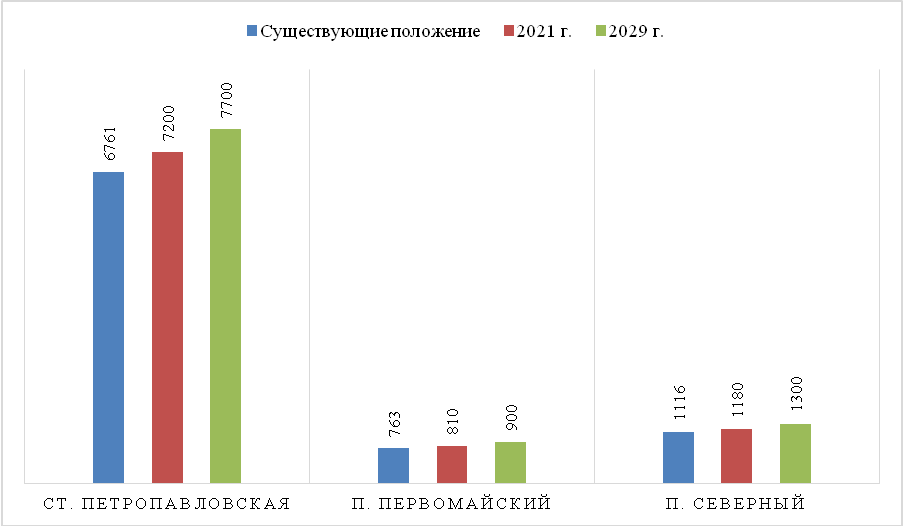 Существующие положение 2021 г. 2029 г.
6761 7200 7700
763 810 900
1116 1180 1300
СТ. ПЕТРОПАВЛОВСКАЯ П. ПЕРВОМАЙСКИЙ П. СЕВЕРНЫЙ